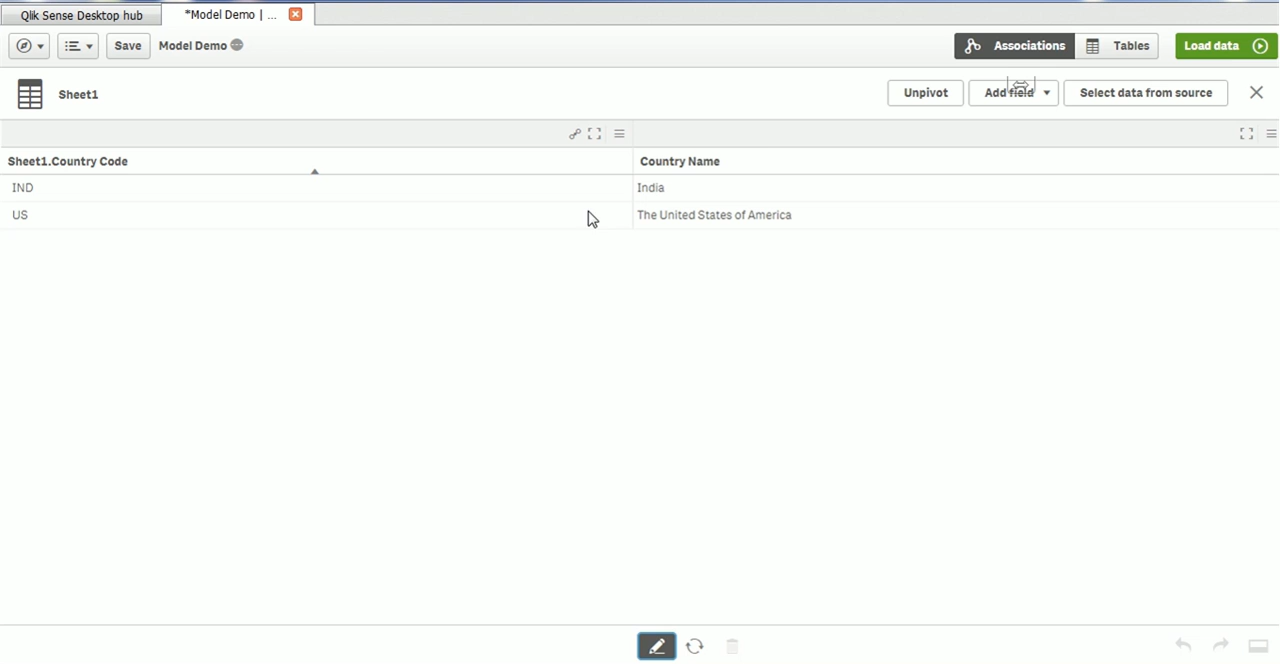 Qlik Sense Desktop hub
*Model Demo | ...
Save
Model Demo
Associations
Tables
Load data
Sheet1
Unpivot
Add field
Select data from source
Sheet1.Country Code
Country Name
IND
India
US
The United States of America